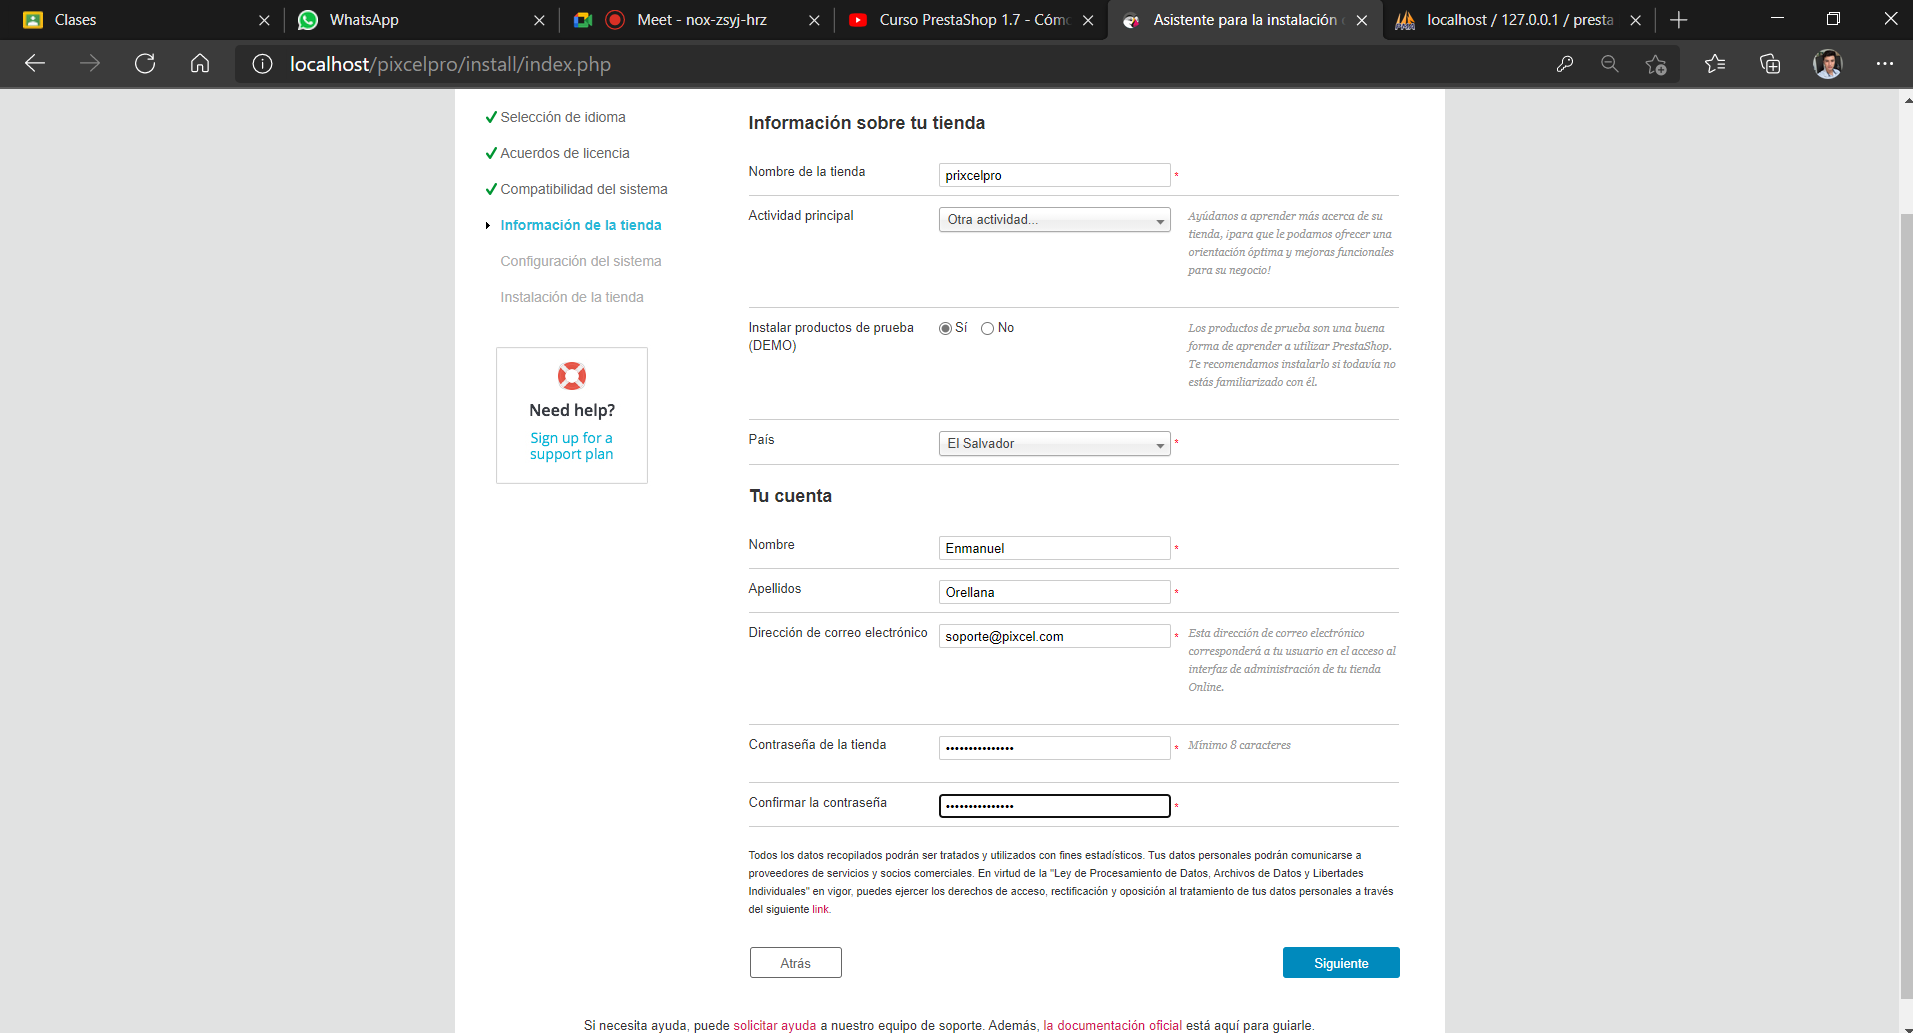 Clases
WhatsApp
Meet - nox-zsyj-hrz
Curso PrestaShop 1.7 - Cómo
Asistente para la instalación
localhost / 127.0.0.1 / presta
localhost/pixcelpro/install/index.php
Selección de idioma
Acuerdos de licencia
Compatibilidad del sistema
Información de la tienda
Configuración del sistema
Instalación de la tienda
Need help?
Sign up for a
support plan
Información sobre tu tienda
Nombre de la tienda
prixcelpro
*
Actividad principal
Otra actividad...
Ayúdanos a aprender más acerca de su
tienda, ¡para que le podamos ofrecer una
orientación óptima y mejoras funcionales
para su negocio!
Instalar productos de prueba
(DEMO)
Sí
No
Los productos de prueba son una buena
forma de aprender a utilizar PrestaShop.
Te recomendamos instalarlo si todavía no
estás familiarizado con él.
País
El Salvador
*
Tu cuenta
Nombre
Enmanuel
*
Apellidos
Orellana
*
Dirección de correo electrónico
soporte@pixcel.com
*
Esta dirección de correo electrónico
corresponderá a tu usuario en el acceso al
interfaz de administración de tu tienda
Online.
Contraseña de la tienda
•••••••••••••••
*
Mínimo 8 caracteres
Confirmar la contraseña
•••••••••••••••
*
Todos los datos recopilados podrán ser tratados y utilizados con fines estadísticos. Tus datos personales podrán comunicarse a
proveedores de servicios y socios comerciales. En virtud de la "Ley de Procesamiento de Datos, Archivos de Datos y Libertades
Individuales" en vigor, puedes ejercer los derechos de acceso, rectificación y oposición al tratamiento de tus datos personales a través
del siguiente link.
Atrás
Siguiente
Si necesita ayuda, puede solicitar ayuda a nuestro equipo de soporte. Además, la documentación oficial está aquí para guiarle.